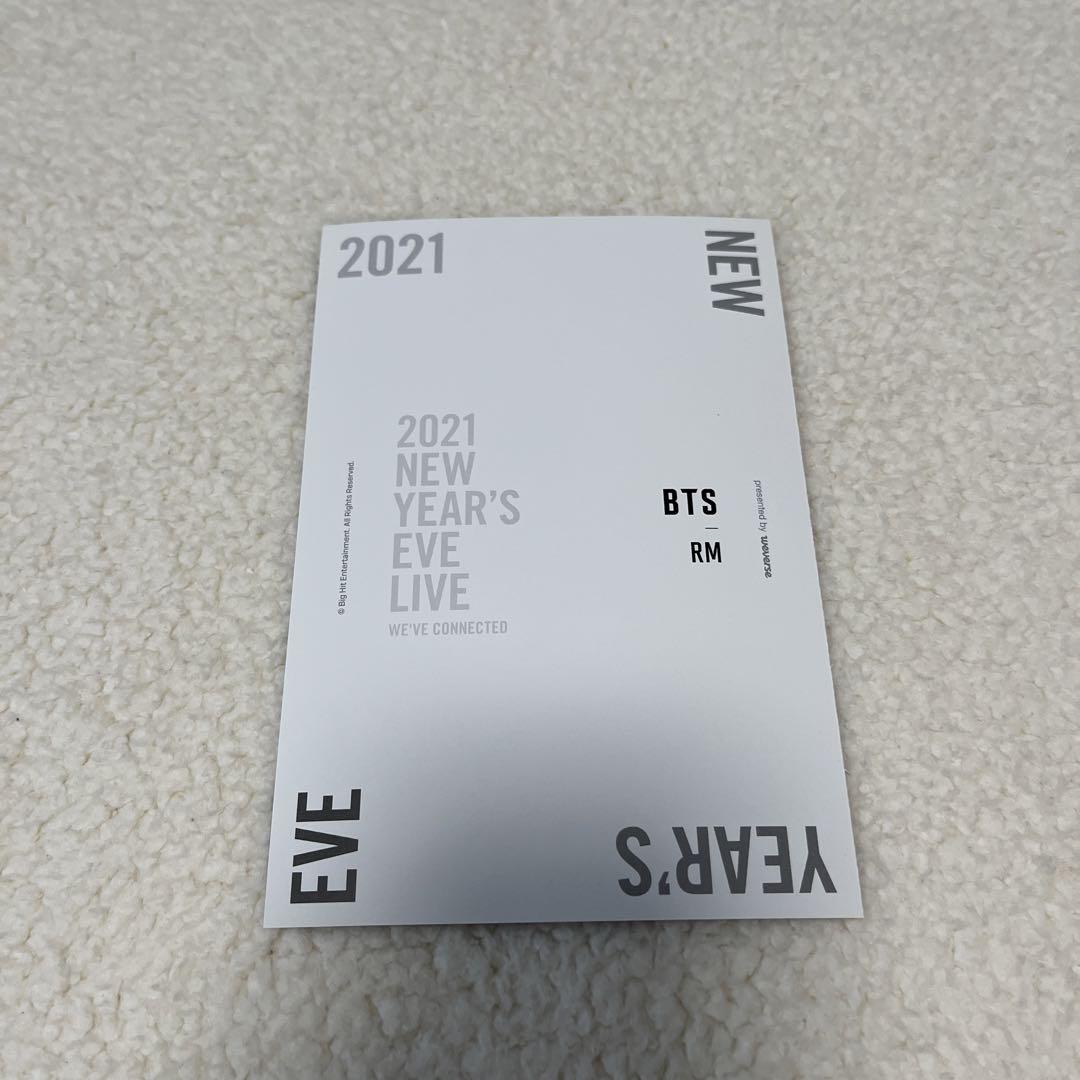 2021
NEW
2021
NEW
YEAR'S
EVE
LIVE
WE'VE CONNECTED
© Big Hit Entertainment. All Rights Reserved.
BTS
RM
presented by weverse
EVE
YEAR'S